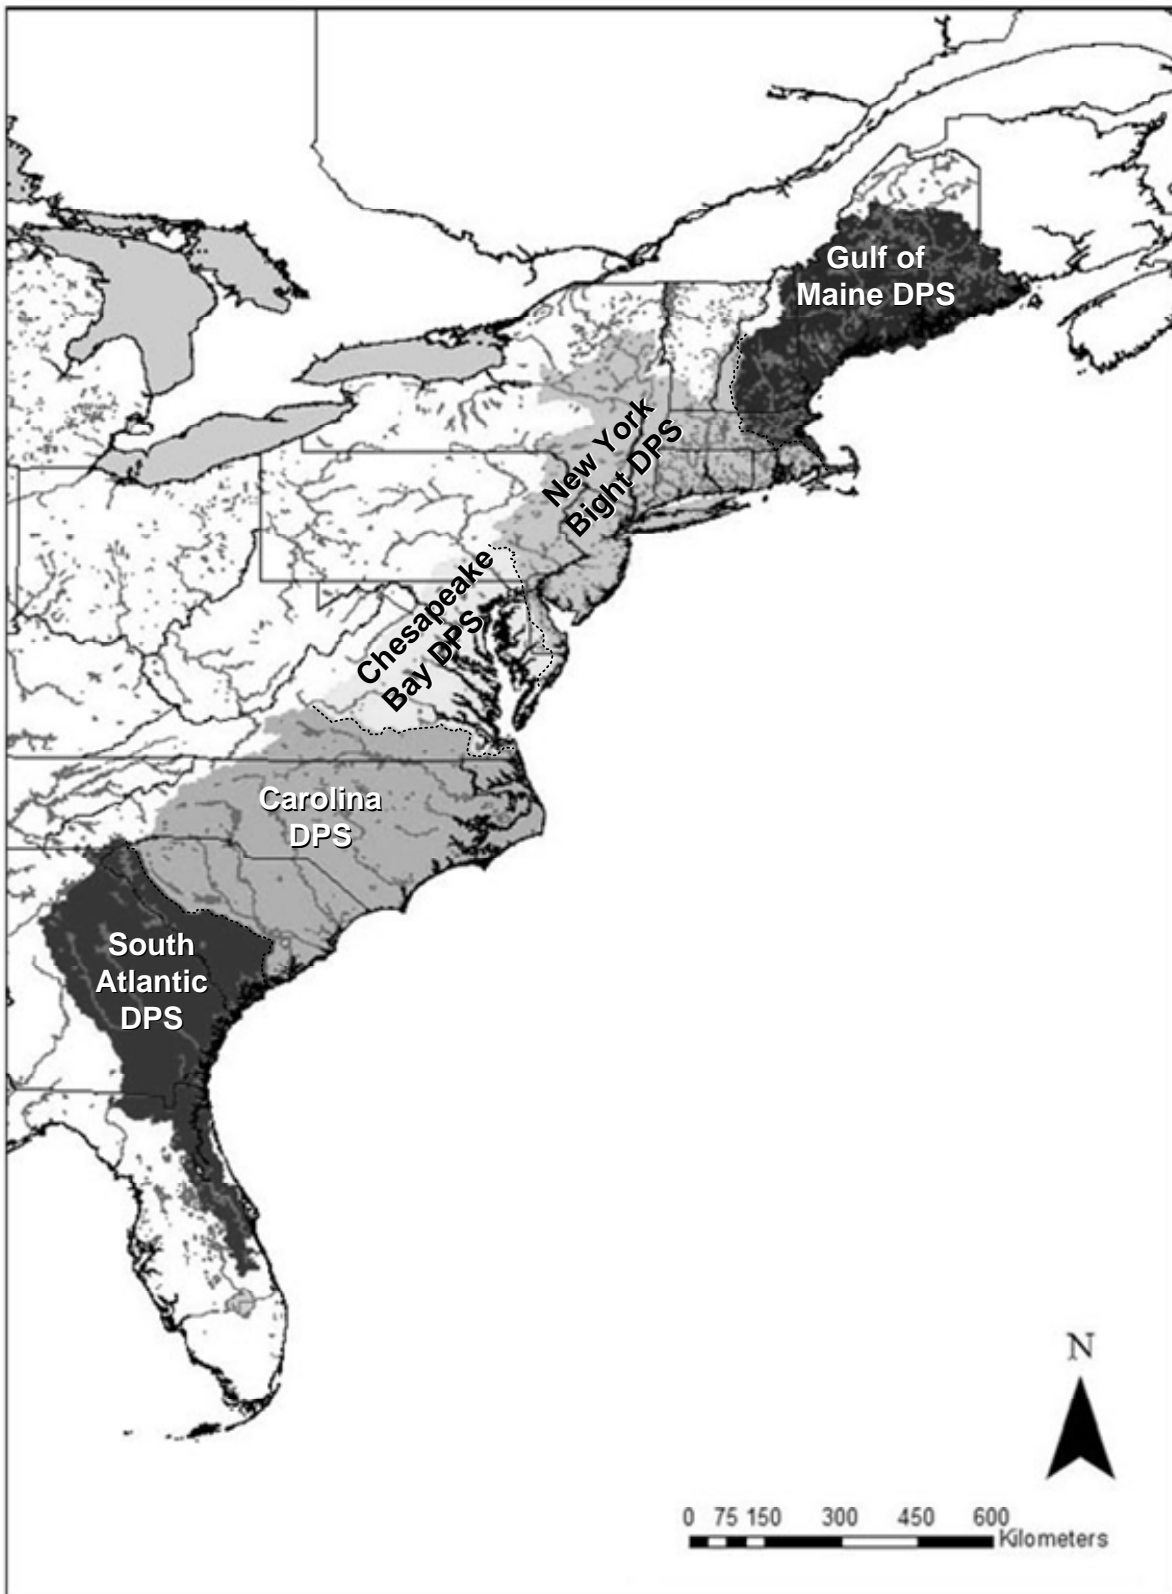 Gulf of
Maine DPS
New York
Bight DPS
Chesapeake
Bay DPS
Carolina
DPS
South
Atlantic
DPS
N
0 75 150 300 450 600
Kilometers